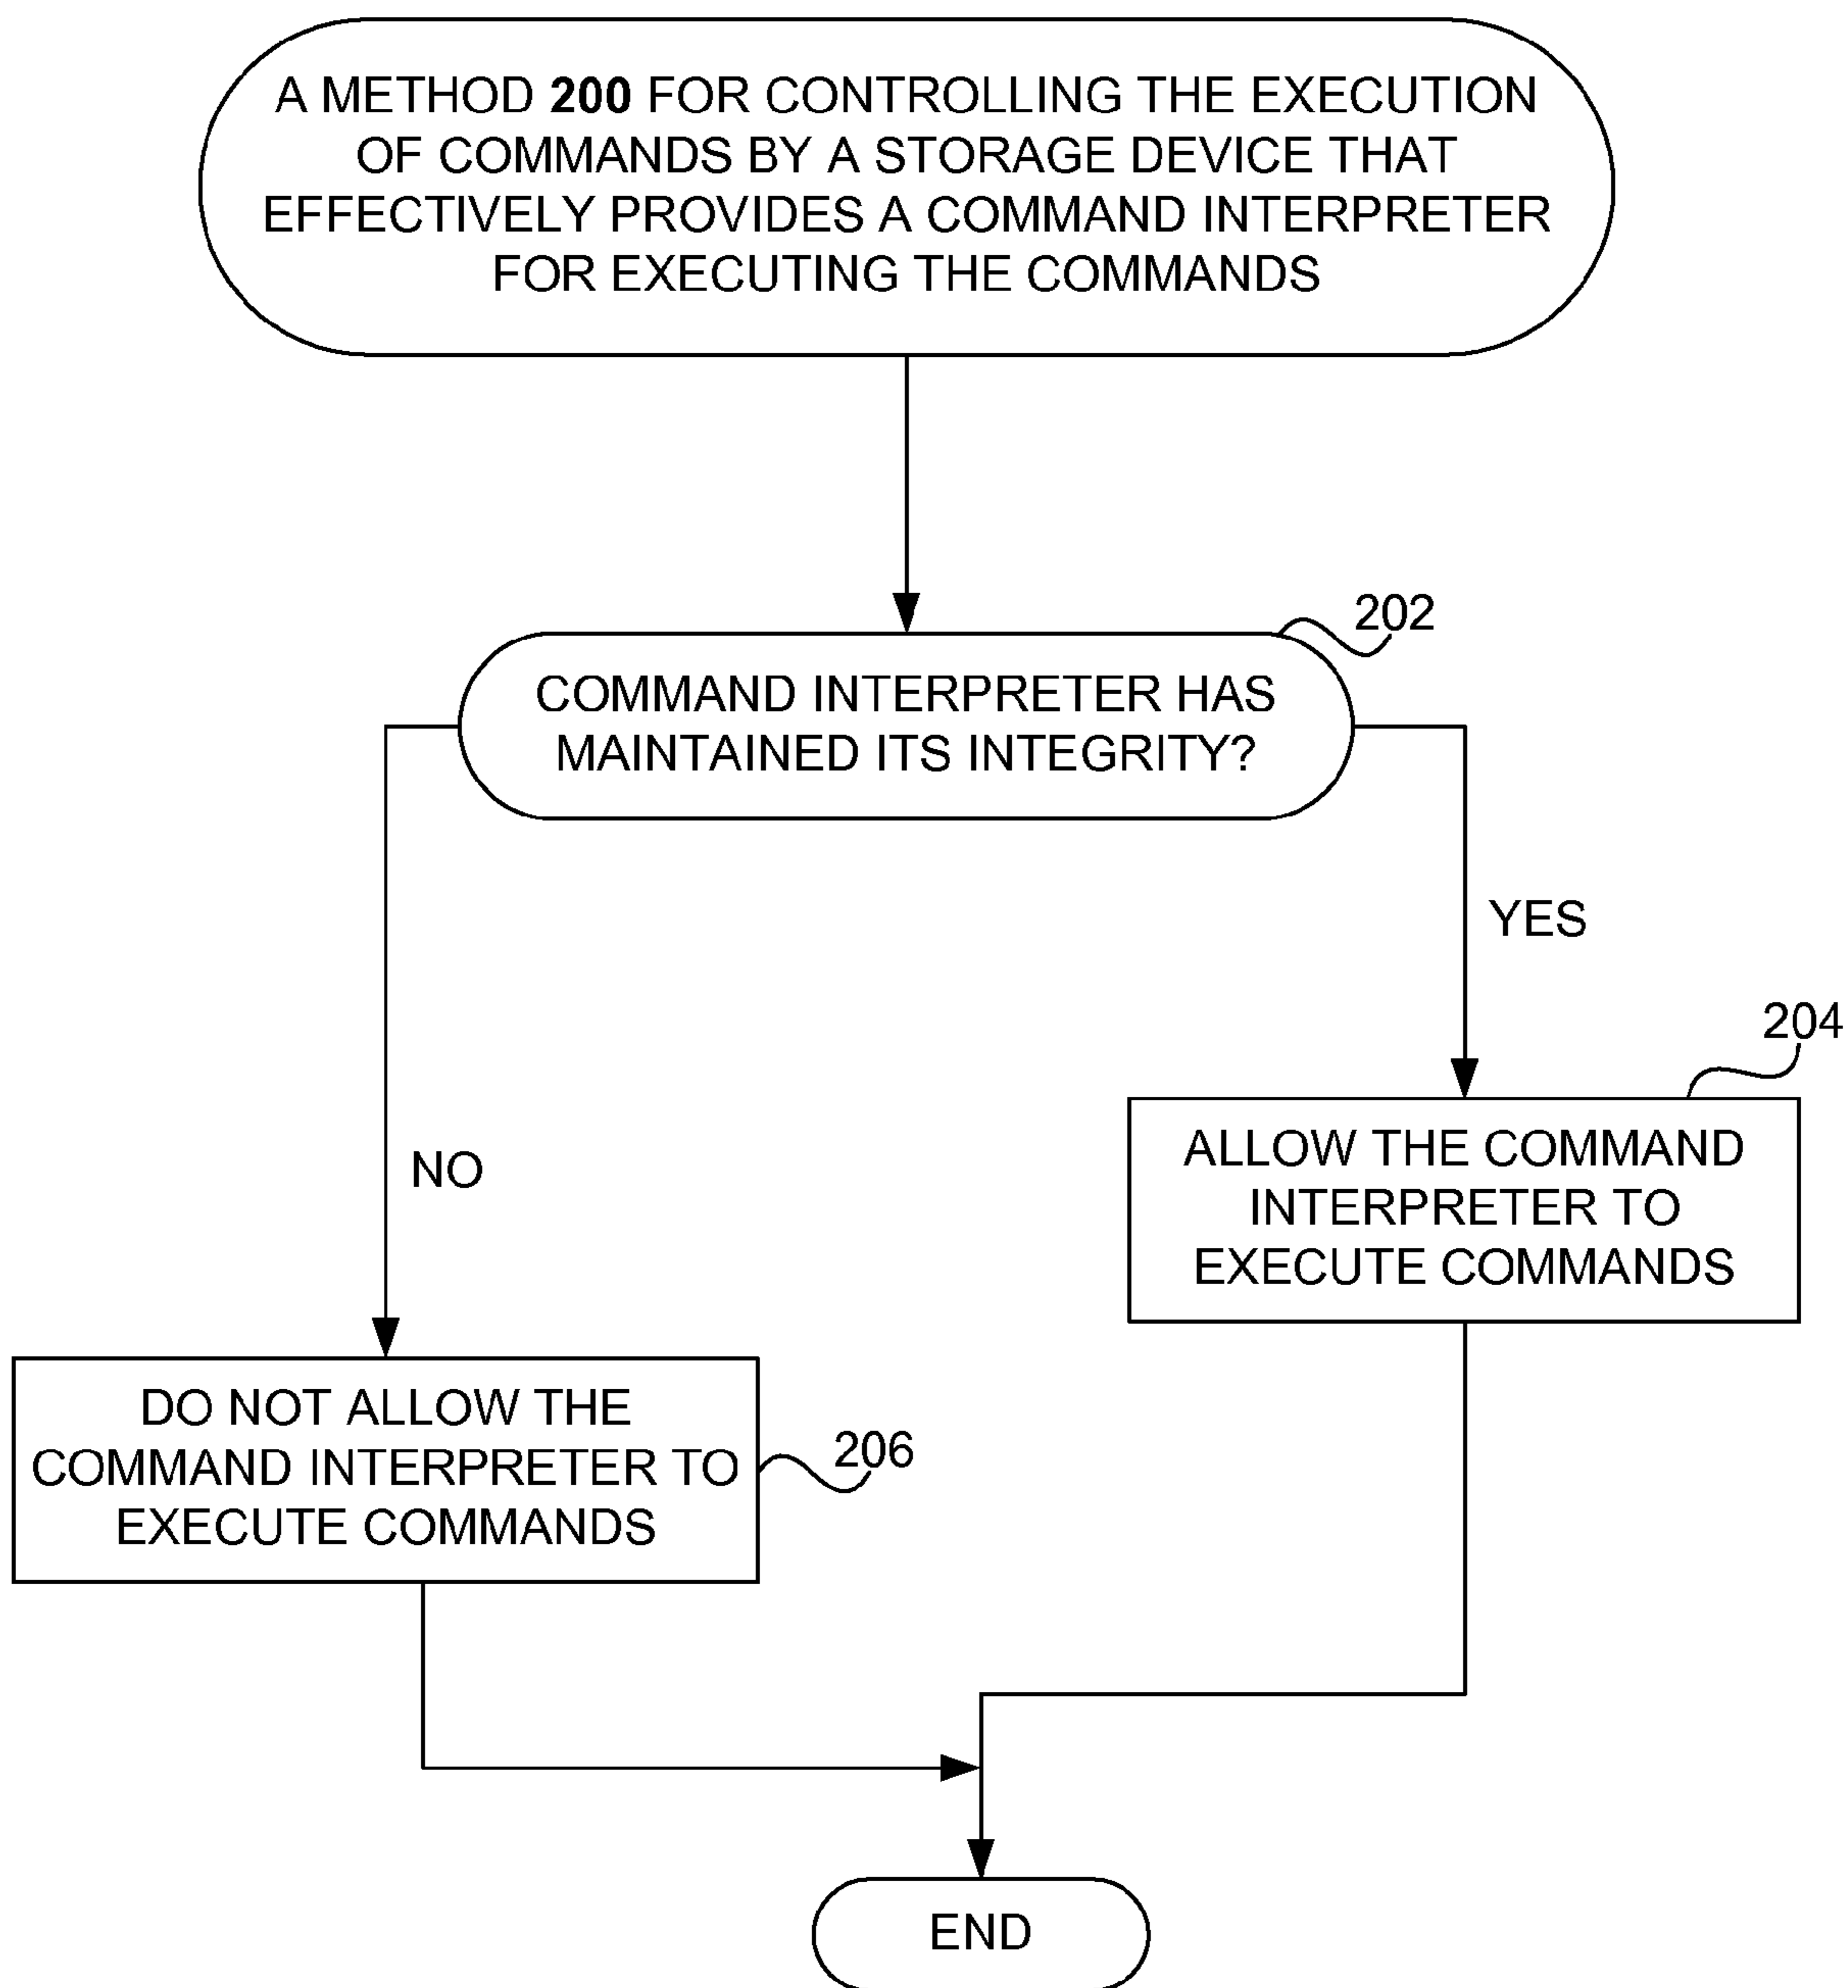 A METHOD 200 FOR CONTROLLING THE EXECUTION
OF COMMANDS BY A STORAGE DEVICE THAT
EFFECTIVELY PROVIDES A COMMAND INTERPRETER
FOR EXECUTING THE COMMANDS
202
COMMAND INTERPRETER HAS
MAINTAINED ITS INTEGRITY?
YES
204
NO
ALLOW THE COMMAND
INTERPRETER TO
EXECUTE COMMANDS
DO NOT ALLOW THE
COMMAND INTERPRETER TO
EXECUTE COMMANDS
206
END